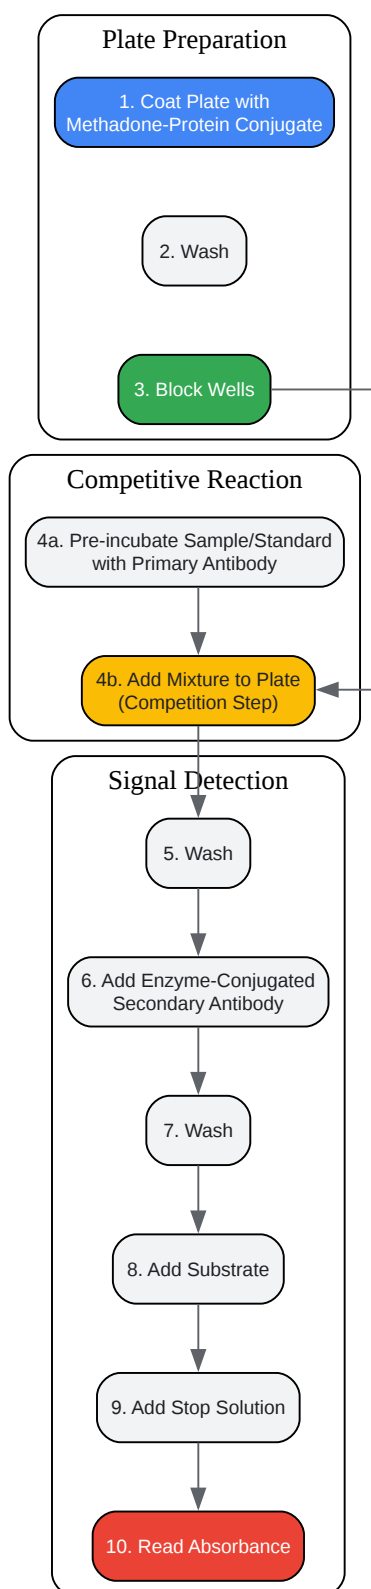 Plate Preparation
1. Coat Plate with
Methadone-Protein Conjugate
2. Wash
3. Block Wells
Competitive Reaction
4a. Pre-incubate Sample/Standard
with Primary Antibody
4b. Add Mixture to Plate
(Competition Step)
Signal Detection
5. Wash
6. Add Enzyme-Conjugated
Secondary Antibody
7. Wash
8. Add Substrate
9. Add Stop Solution
10. Read Absorbance